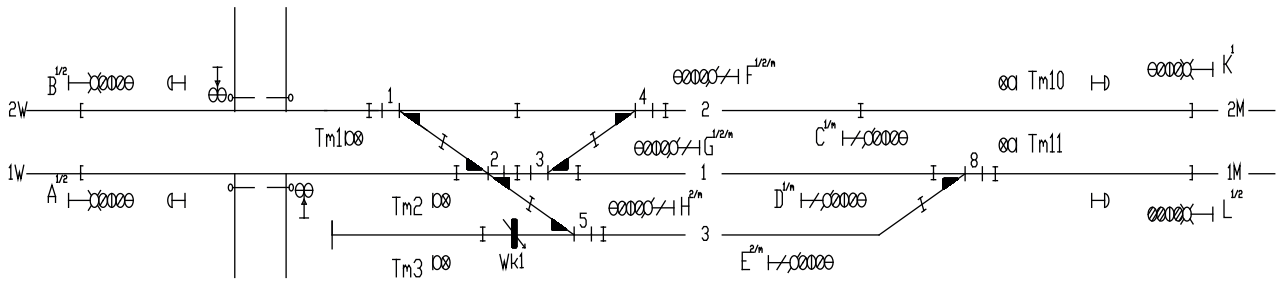 B1/2
F1/2/m
Tm10
K1
2W
1
4
2
2M
Tm1
G1/2/m
C1/m
Tm11
1W
2
3
1
8
1M
A1/2
Tm2
H2/m
D1/m
L1/2
5
3
Tm3
Wk1
E2/m